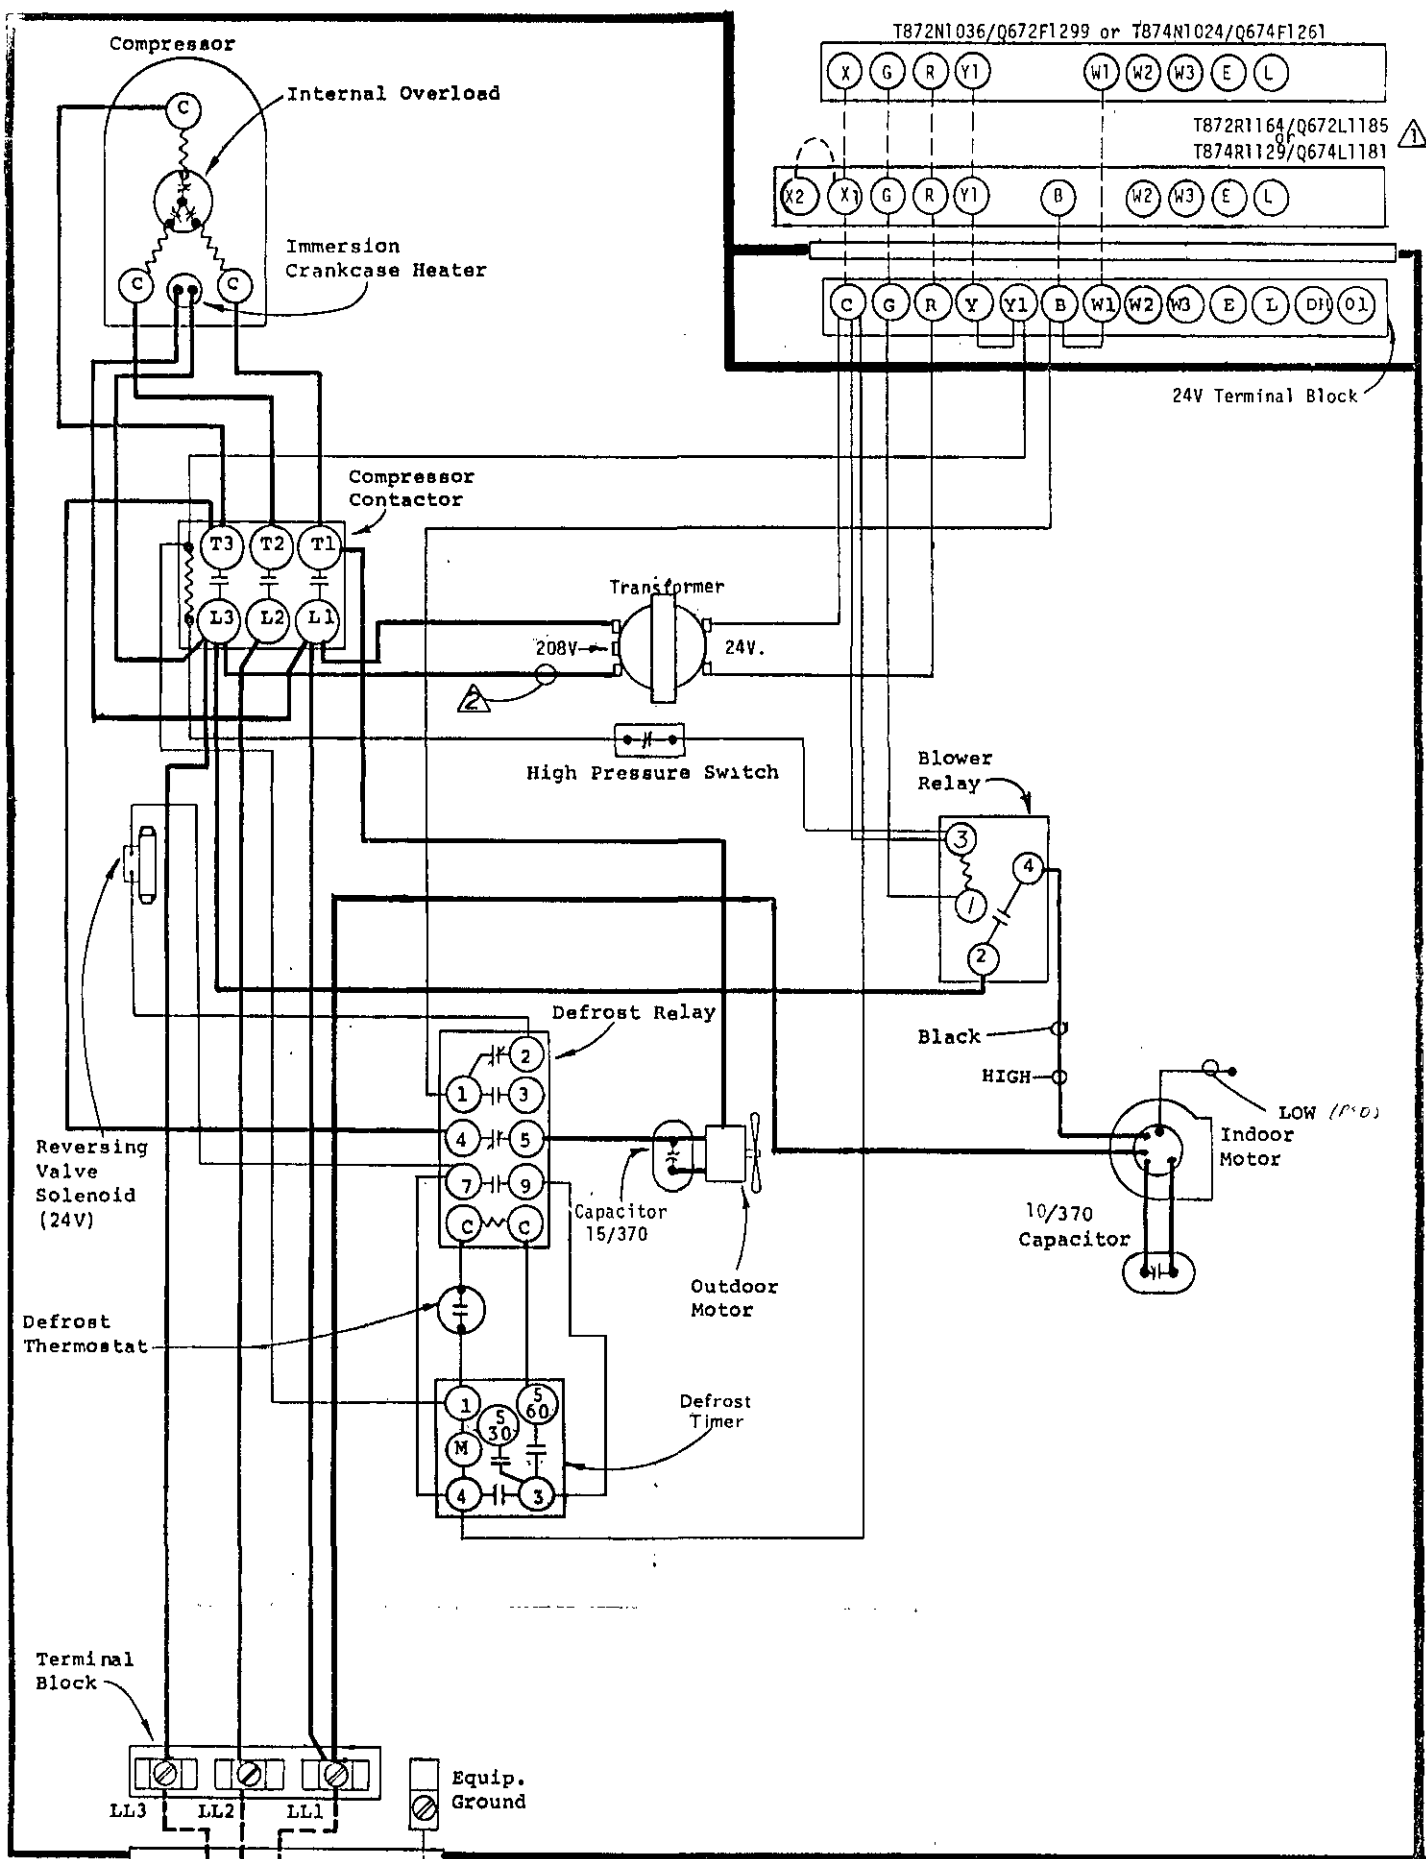 Compressor
C
Internal Overload
Immersion
Crankcase Heater
C
C
T872N1036/Q672F1299 or T874N1024/Q674F1261
X G R Y1 W1 W2 W3 E L
T872R1164/Q672L1185
or
T874R1129/Q674L1181
1
X2 X1 G R Y1 B W2 W3 E L
C G R Y Y1 B W1 W2 W3 E L DH O1
24V Terminal Block
Compressor
Contactor
T3 T2 T1
L3 L2 L1
Transformer
208V
24V.
2
High Pressure Switch
Blower
Relay
3
4
1
2
Defrost Relay
2
1 3
4 5
7 9
C C
Black
HIGH
LOW
Indoor
Motor
10/370
Capacitor
Reversing
Valve
Solenoid
(24V)
Capacitor
15/370
Outdoor
Motor
Defrost
Thermostat
Defrost
Timer
1
5
30
5
60
M
4 3
Terminal
Block
LL3 LL2 LL1
Equip.
Ground